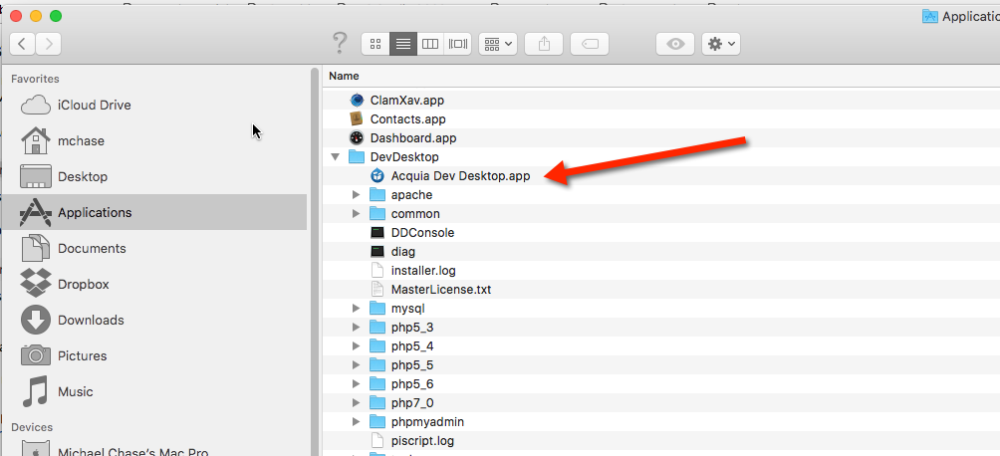 Applications
Name
Favorites
iCloud Drive
mchase
Desktop
Applications
Documents
Dropbox
Downloads
Pictures
Music
Devices
Michael Chase's Mac Pro
ClamXav.app
Contacts.app
Dashboard.app
DevDesktop
Acquia Dev Desktop.app
apache
common
DDConsole
diag
installer.log
MasterLicense.txt
mysql
php5_3
php5_4
php5_5
php5_6
php7_0
phpmyadmin
piscript.log